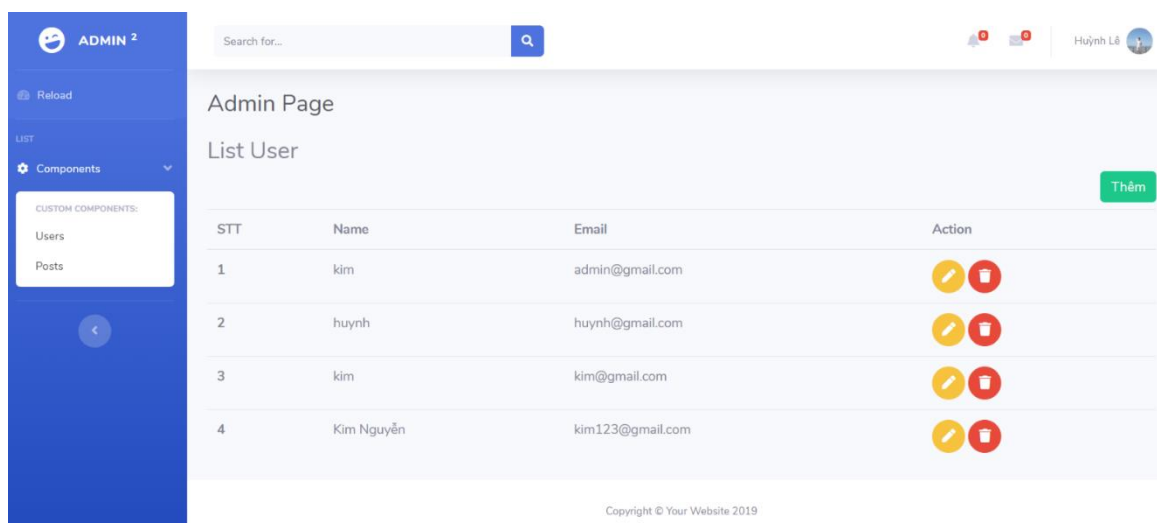 ADMIN 2
Search for...
0
0
Huỳnh Lê
Reload
Admin Page
LIST
List User
Components
Thêm
CUSTOM COMPONENTS:
Users
Posts
STT Name Email Action
1 kim admin@gmail.com
2 huynh huynh@gmail.com
3 kim kim@gmail.com
4 Kim Nguyễn kim123@gmail.com
Copyright © Your Website 2019